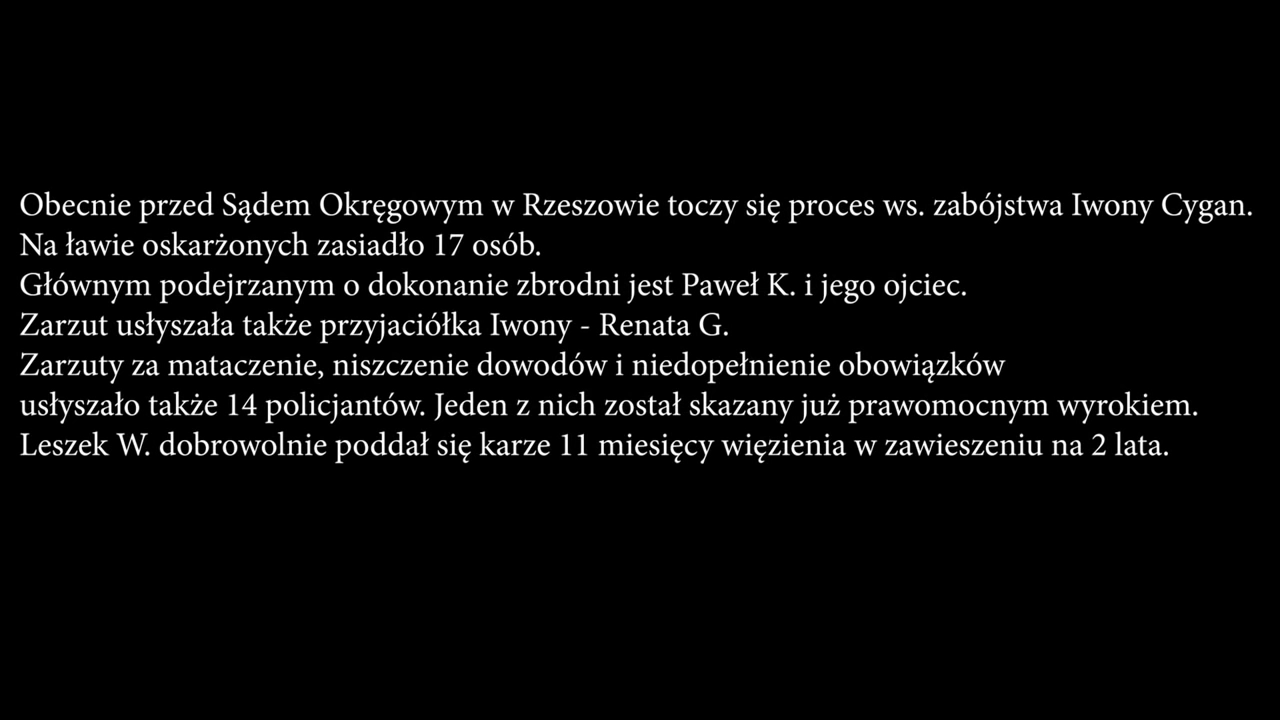 Obecnie przed Sądem Okręgowym w Rzeszowie toczy się proces ws. zabójstwa Iwony Cygan.
Na ławie oskarżonych zasiadło 17 osób.
Głównym podejrzanym o dokonanie zbrodni jest Paweł K. i jego ojciec.
Zarzut usłyszała także przyjaciółka Iwony - Renata G.
Zarzuty za mataczenie, niszczenie dowodów i niedopełnienie obowiązków
usłyszało także 14 policjantów. Jeden z nich został skazany już prawomocnym wyrokiem.
Leszek W. dobrowolnie poddał się karze 11 miesięcy więzienia w zawieszeniu na 2 lata.